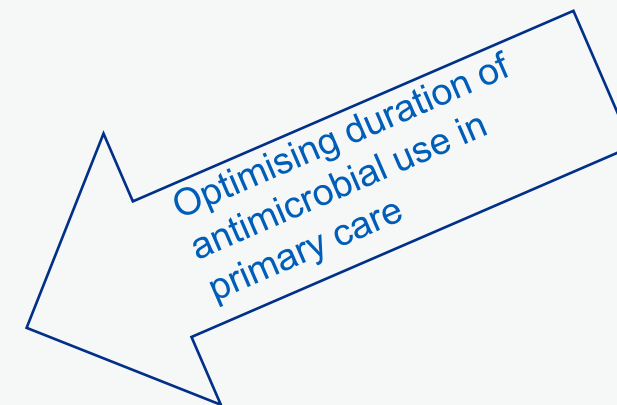 Optimising duration of
antimicrobial use in
primary care